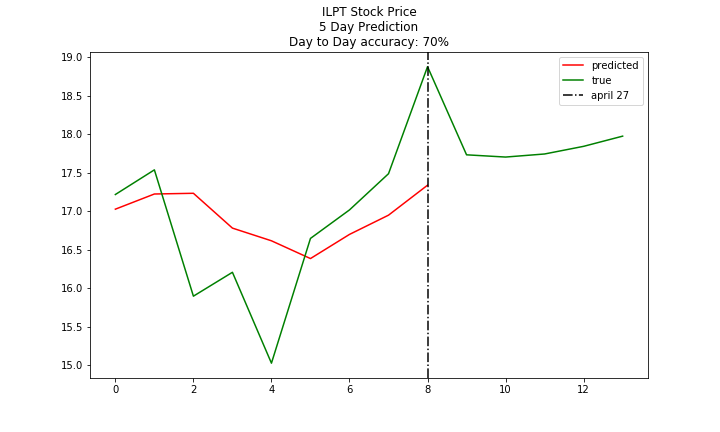 ILPT Stock Price
5 Day Prediction
Day to Day accuracy: 70%
predicted
true
april 27
19.0
18.5
18.0
17.5
17.0
16.5
16.0
15.5
15.0
0 2 4 6 8 10 12